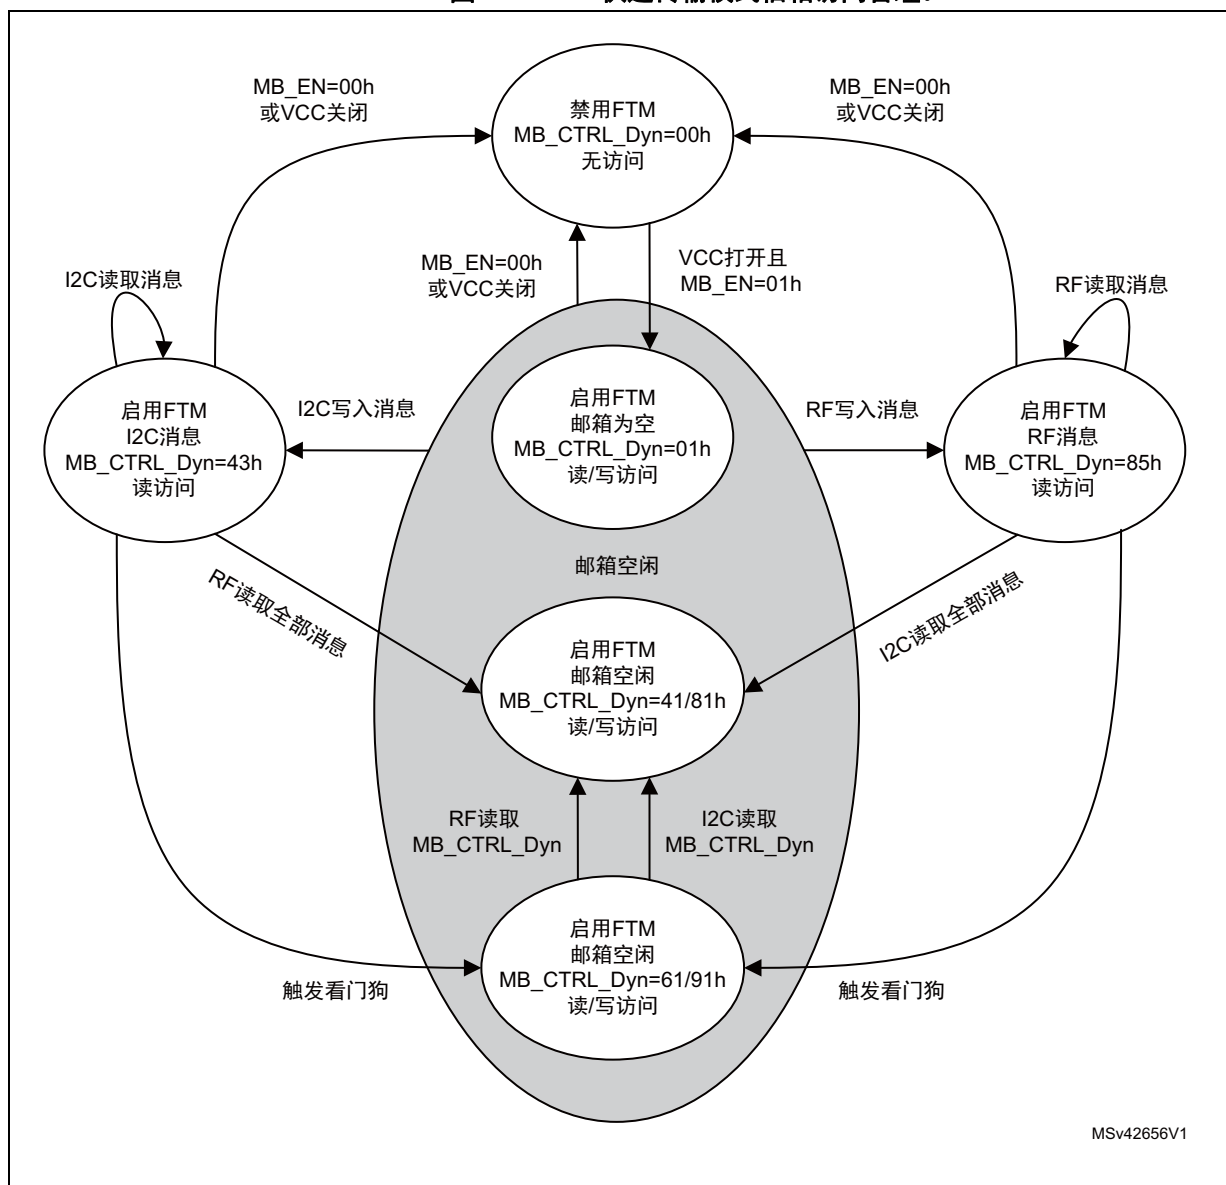 MB_EN=00h
或VCC关闭
MB_EN=00h
或VCC关闭
禁用FTM
MB_CTRL_Dyn=00h
无访问
MB_EN=00h
或VCC关闭
VCC打开且
MB_EN=01h
I2C读取消息
RF读取消息
启用FTM
I2C消息
MB_CTRL_Dyn=43h
读访问
I2C写入消息
启用FTM
邮箱为空
MB_CTRL_Dyn=01h
读/写访问
RF写入消息
启用FTM
RF消息
MB_CTRL_Dyn=85h
读访问
邮箱空闲
RF读取全部消息
I2C读取全部消息
启用FTM
邮箱空闲
MB_CTRL_Dyn=41/81h
读/写访问
RF读取
MB_CTRL_Dyn
I2C读取
MB_CTRL_Dyn
启用FTM
邮箱空闲
MB_CTRL_Dyn=61/91h
读/写访问
触发看门狗
触发看门狗
MSv42656V1